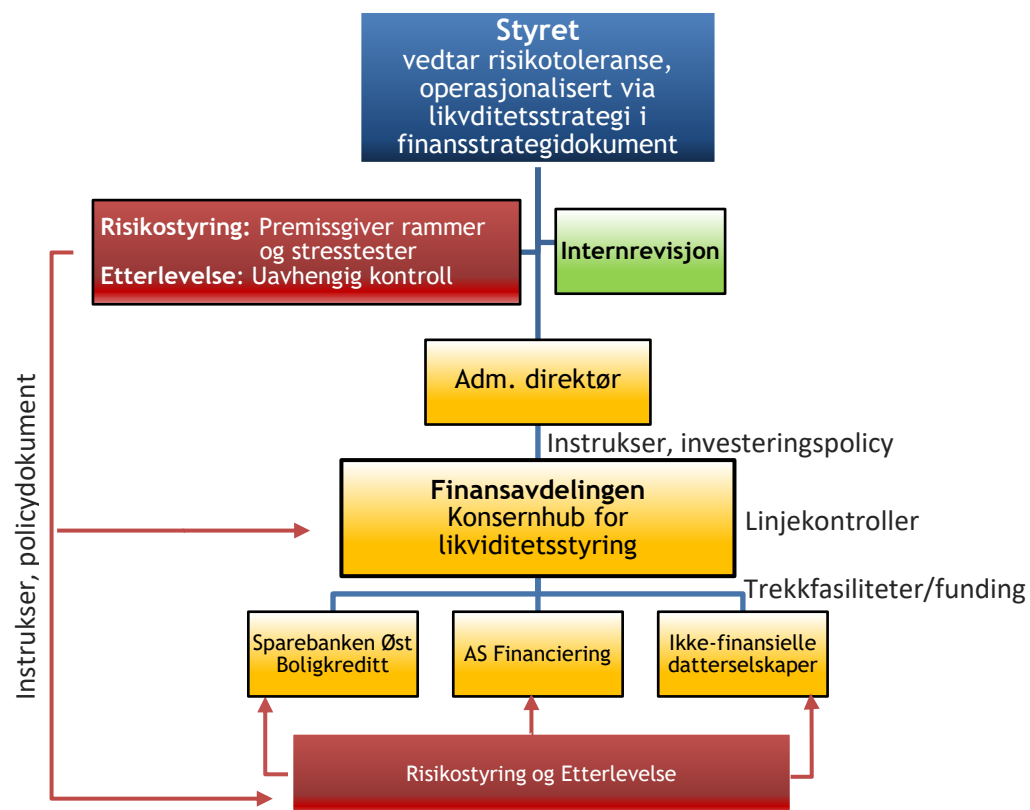 Styret
vedtar risikotoleranse,
operasjonalisert via
likvditetsstrategi i
finansstrategidokument
Risikostyring: Premissgiver rammer
og stresstester
Etterlevelse: Uavhengig kontroll
Internrevisjon
Adm. direktør
Instrukser, investeringspolicy
Instrukser, policydokument
Finansavdelingen
Konsernhub for
likviditetsstyring
Linjekontroller
Trekkfasiliteter/funding
Sparebanken Øst
Boligkreditt
AS Financiering
Ikke-finansielle
datterselskaper
Risikostyring og Etterlevelse